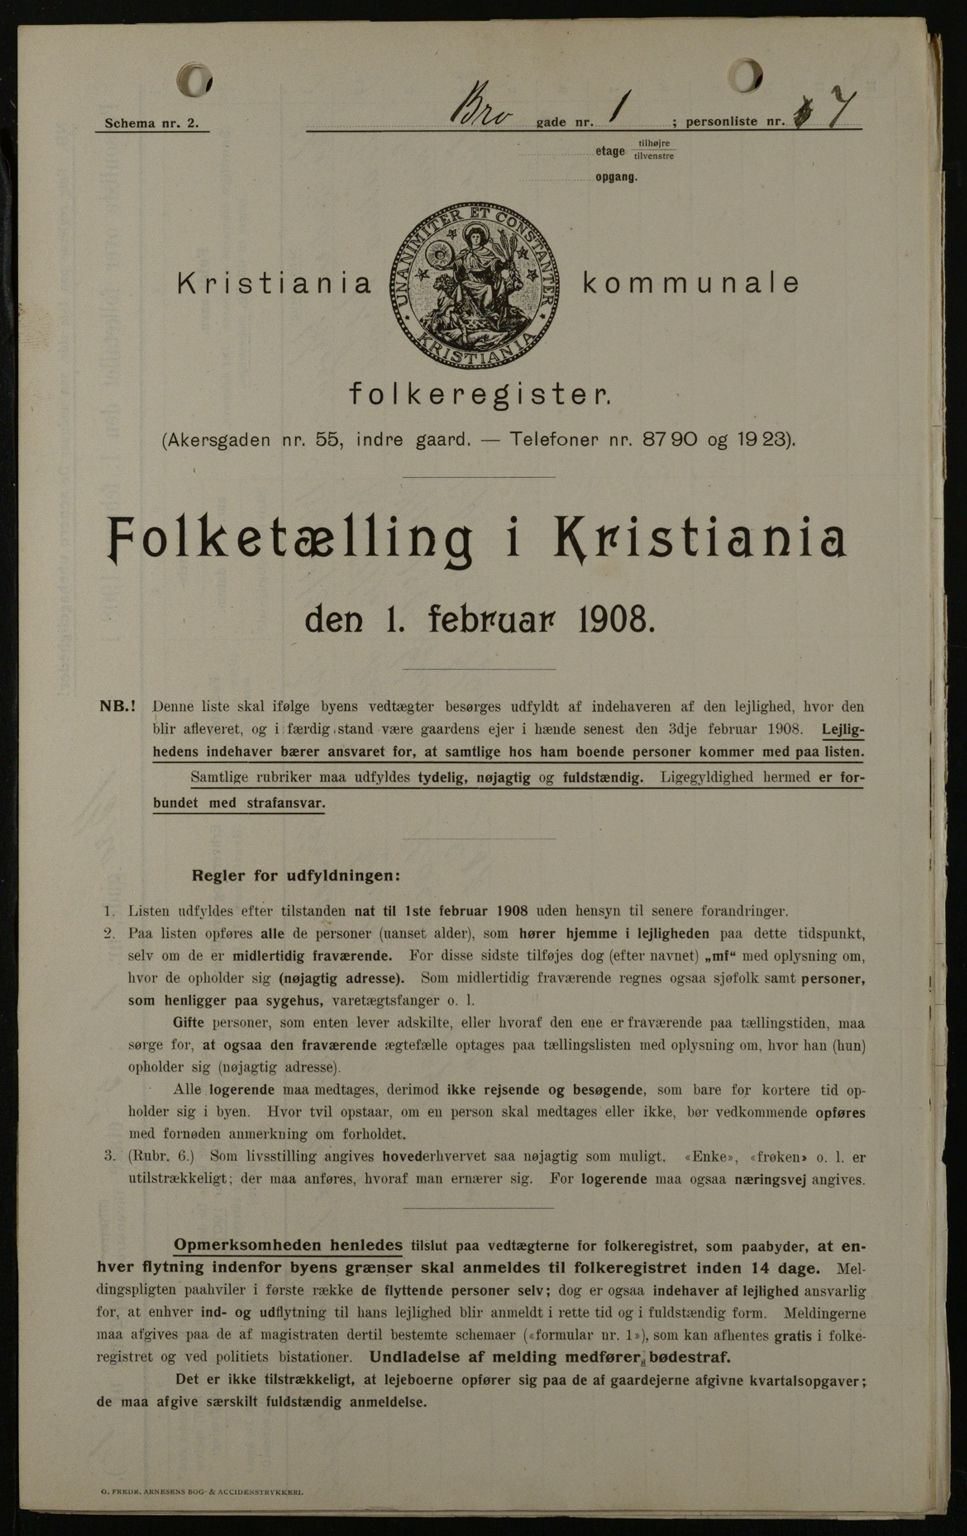 Schema nr. 2.
Bro gade nr. 1 ; personliste nr. 7
etage tilhøjre tilvenstre
opgang.
UNANIMITER ET CONSTANTER
KRISTIANIA
Kristiania kommunale
folkeregister.
(Akersgaden nr. 55, indre gaard. — Telefoner nr. 8790 og 1923).
Folketælling i Kristiania
den 1. februar 1908.
NB.! Denne liste skal ifølge byens vedtægter besørges udfyldt af indehaveren af den lejlighed, hvor den
blir afleveret, og i færdig stand være gaardens ejer i hænde senest den 3dje februar 1908. Lejlig-
hedens indehaver bærer ansvaret for, at samtlige hos ham boende personer kommer med paa listen.
Samtlige rubriker maa udfyldes tydelig, nøjagtig og fuldstændig. Ligegyldighed hermed er for-
bundet med strafansvar.
Regler for udfyldningen:
1. Listen udfyldes efter tilstanden nat til 1ste februar 1908 uden hensyn til senere forandringer.
2. Paa listen opføres alle de personer (uanset alder), som hører hjemme i lejligheden paa dette tidspunkt,
selv om de er midlertidig fraværende. For disse sidste tilføjes dog (efter navnet) „mf“ med oplysning om,
hvor de opholder sig (nøjagtig adresse). Som midlertidig fraværende regnes ogsaa sjøfolk samt personer,
som henligger paa sygehus, varetægtsfanger o. l.
Gifte personer, som enten lever adskilte, eller hvoraf den ene er fraværende paa tællingstiden, maa
sørge for, at ogsaa den fraværende ægtefælle optages paa tællingslisten med oplysning om, hvor han (hun)
opholder sig (nøjagtig adresse).
Alle logerende maa medtages, derimod ikke rejsende og besøgende, som bare for kortere tid op-
holder sig i byen. Hvor tvil opstaar, om en person skal medtages eller ikke, bør vedkommende opføres
med fornøden anmerkning om forholdet.
3. (Rubr. 6.) Som livsstilling angives hovederhvervet saa nøjagtig som muligt. «Enke», «frøken» o. l. er
utilstrækkeligt; der maa anføres, hvoraf man ernærer sig. For logerende maa ogsaa næringsvej angives.
Opmerksomheden henledes tilslut paa vedtægterne for folkeregistret, som paabyder, at en-
hver flytning indenfor byens grænser skal anmeldes til folkeregistret inden 14 dage. Mel-
dingspligten paahviler i første række de flyttende personer selv; dog er ogsaa indehaver af lejlighed ansvarlig
for, at enhver ind- og udflytning til hans lejlighed blir anmeldt i rette tid og i fuldstændig form. Meldingerne
maa afgives paa de af magistraten dertil bestemte schemaer («formular nr. 1»), som kan afhentes gratis i folke-
registret og ved politiets bistationer. Undladelse af melding medfører bødestraf.
Det er ikke tilstrækkeligt, at lejeboerne opfører sig paa de af gaardejerne afgivne kvartalsopgaver;
de maa afgive særskilt fuldstændig anmeldelse.
O. FREDR. ARNESENS BOG- & ACCIDENSTRYKKERI.